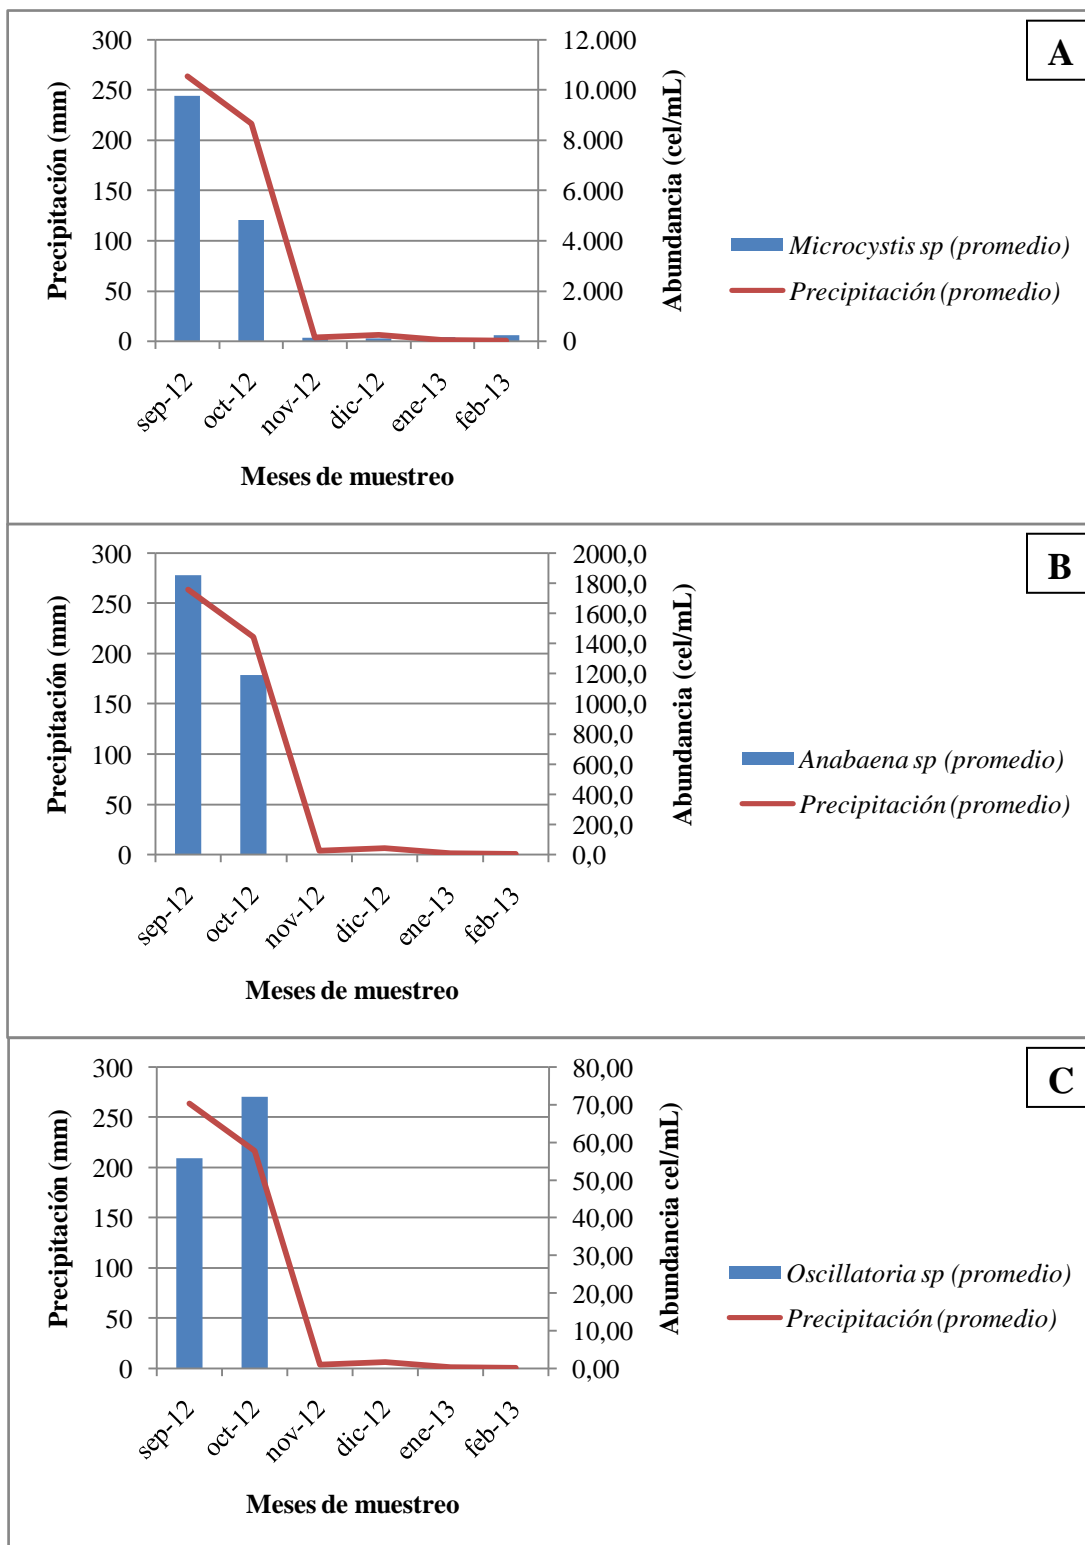 A
300
250
200
150
100
50
0
Precipitación (mm)
12.000
10.000
8.000
6.000
4.000
2.000
0
Abundancia (cel/mL)
Microcystis sp (promedio)
Precipitación (promedio)
sep-12
oct-12
nov-12
dic-12
ene-13
feb-13
Meses de muestreo
B
300
250
200
150
100
50
0
Precipitación (mm)
2000,0
1800,0
1600,0
1400,0
1200,0
1000,0
800,0
600,0
400,0
200,0
0,0
Abundancia (cel/mL)
Anabaena sp (promedio)
Precipitación (promedio)
sep-12
oct-12
nov-12
dic-12
ene-13
feb-13
Meses de muestreo
C
300
250
200
150
100
50
0
Precipitación (mm)
80,00
70,00
60,00
50,00
40,00
30,00
20,00
10,00
0,00
Abundancia cel/mL)
Oscillatoria sp (promedio)
Precipitación (promedio)
sep-12
oct-12
nov-12
dic-12
ene-13
feb-13
Meses de muestreo